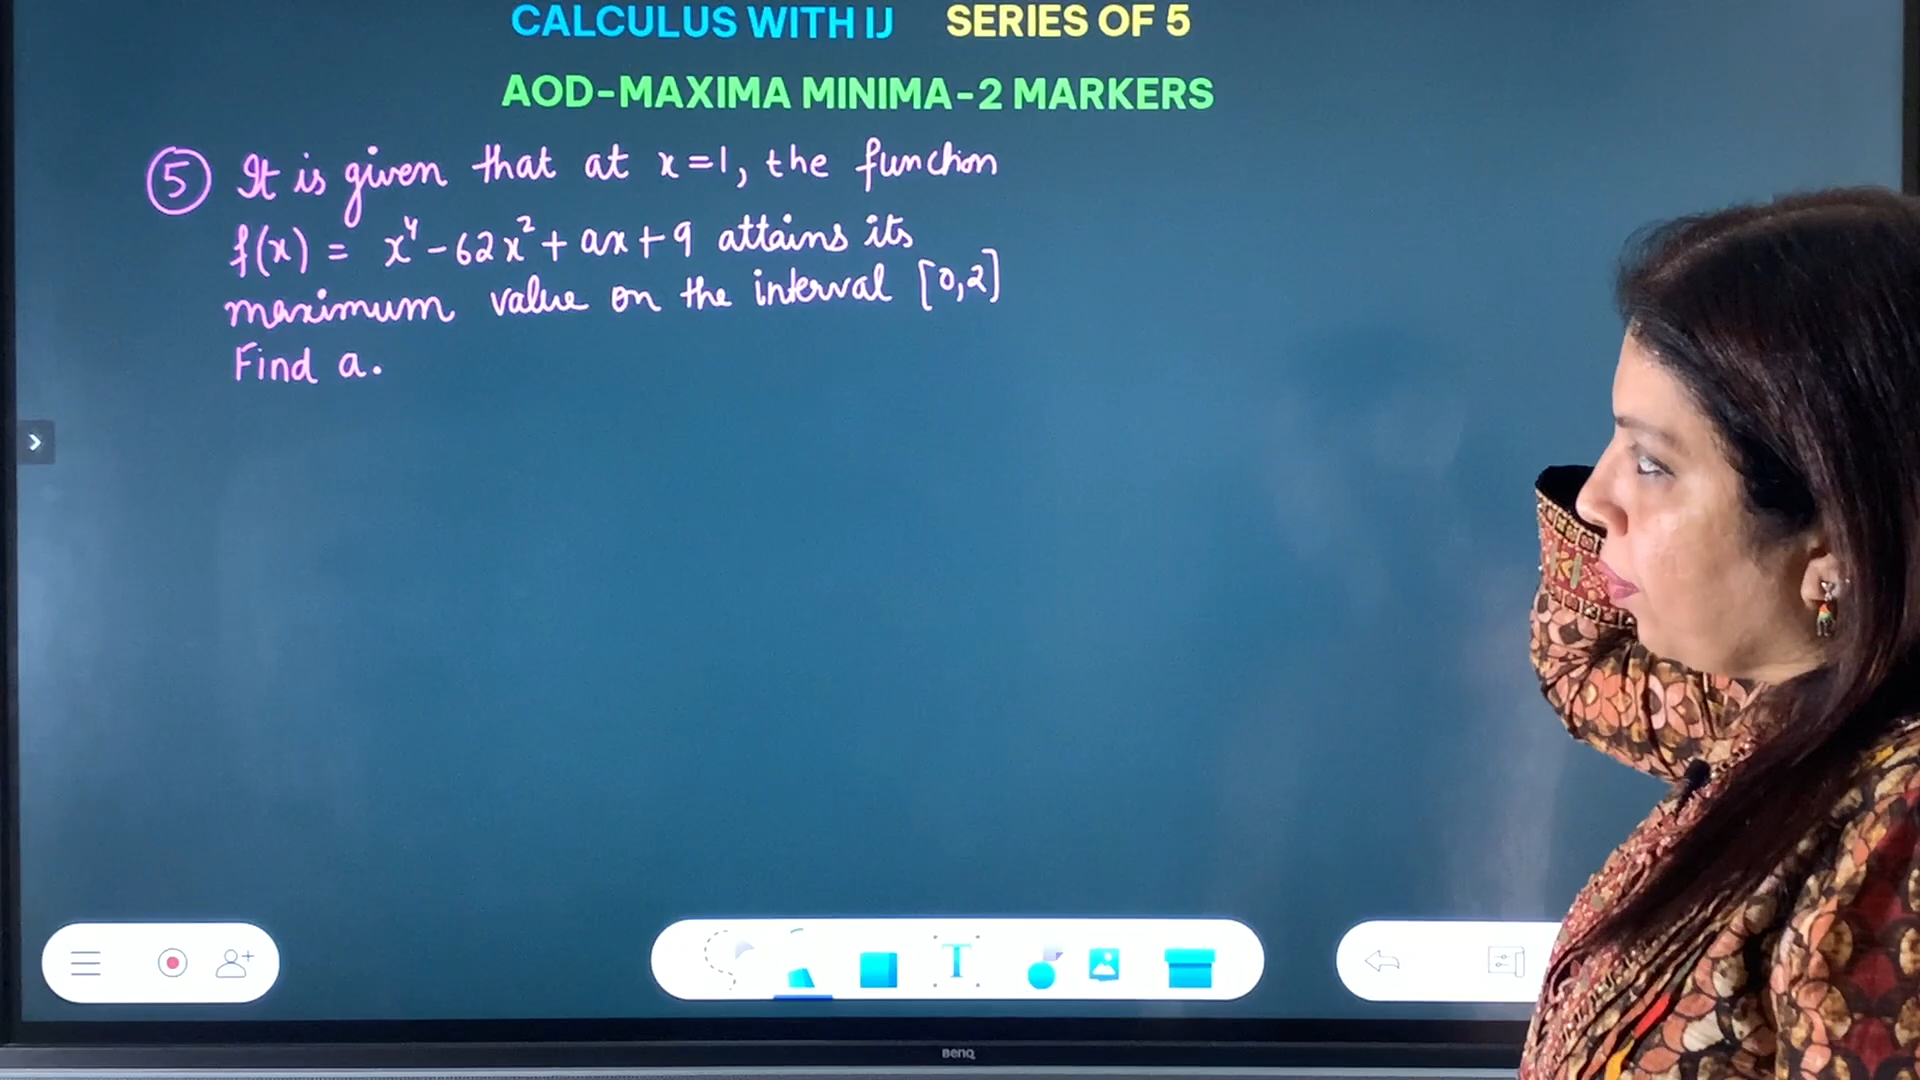 CALCULUS WITH IJ SERIES OF 5
AOD-MAXIMA MINIMA-2 MARKERS
⑤ It is given that at x=1, the function
f(x) = x⁴-62x²+ax+9 attains its
maximum value on the interval [0,2]
Find a.
T
BenQ